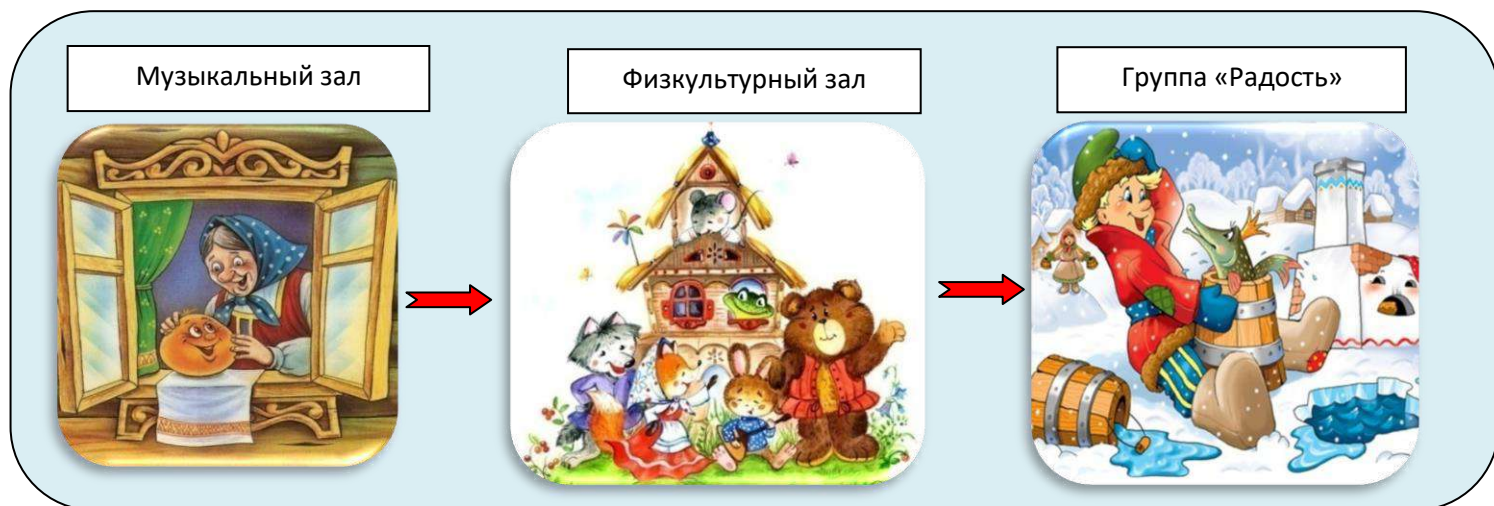 Музыкальный зал
Физкультурный зал
Группа «Радость»